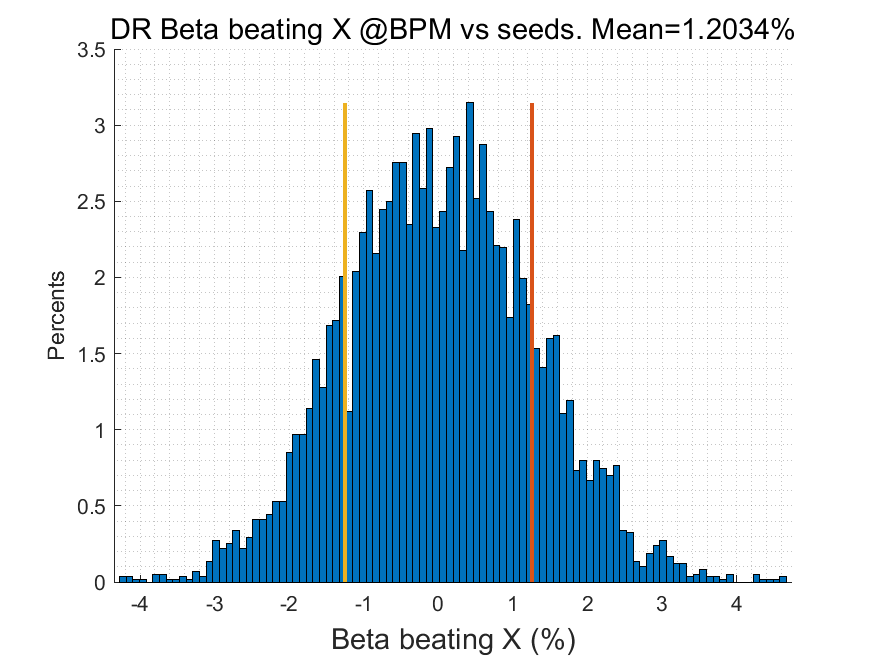 DR Beta beating X @BPM vs seeds. Mean=1.2034%
3.5
3
2.5
2
1.5
1
0.5
0
Percents
-4 -3 -2 -1 0 1 2 3 4
Beta beating X (%)